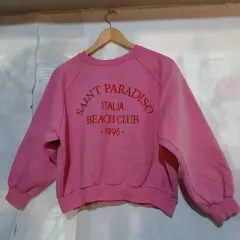 SAINT PARADISO
ITALIA
BEACH CLUB
• 1996 •